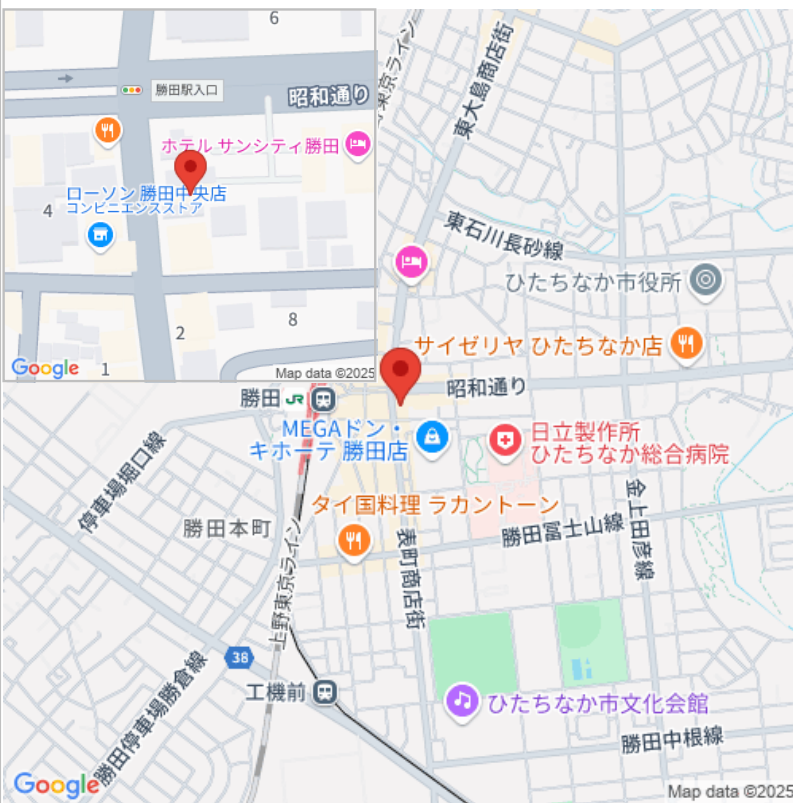 6
勝田駅入口
昭和通り
ホテル サンシティ勝田
ローソン 勝田中央店
コンビニエンスストア
4
2
8
1
Google
Map data ©2025
東京ライン
東大島商店街
東石川長砂線
ひたちなか市役所
サイゼリヤ ひたちなか店
昭和通り
勝田
JR
MEGAドン・
キホーテ 勝田店
日立製作所
ひたちなか総合病院
停車場堀口線
タイ国料理 ラカントーン
勝田本町
勝田冨士山線
金上田彦線
表町商店街
上野東京ライン
38
工機前
勝田停車場勝倉線
ひたちなか市文化会館
勝田中根線
Google
Map data ©2025